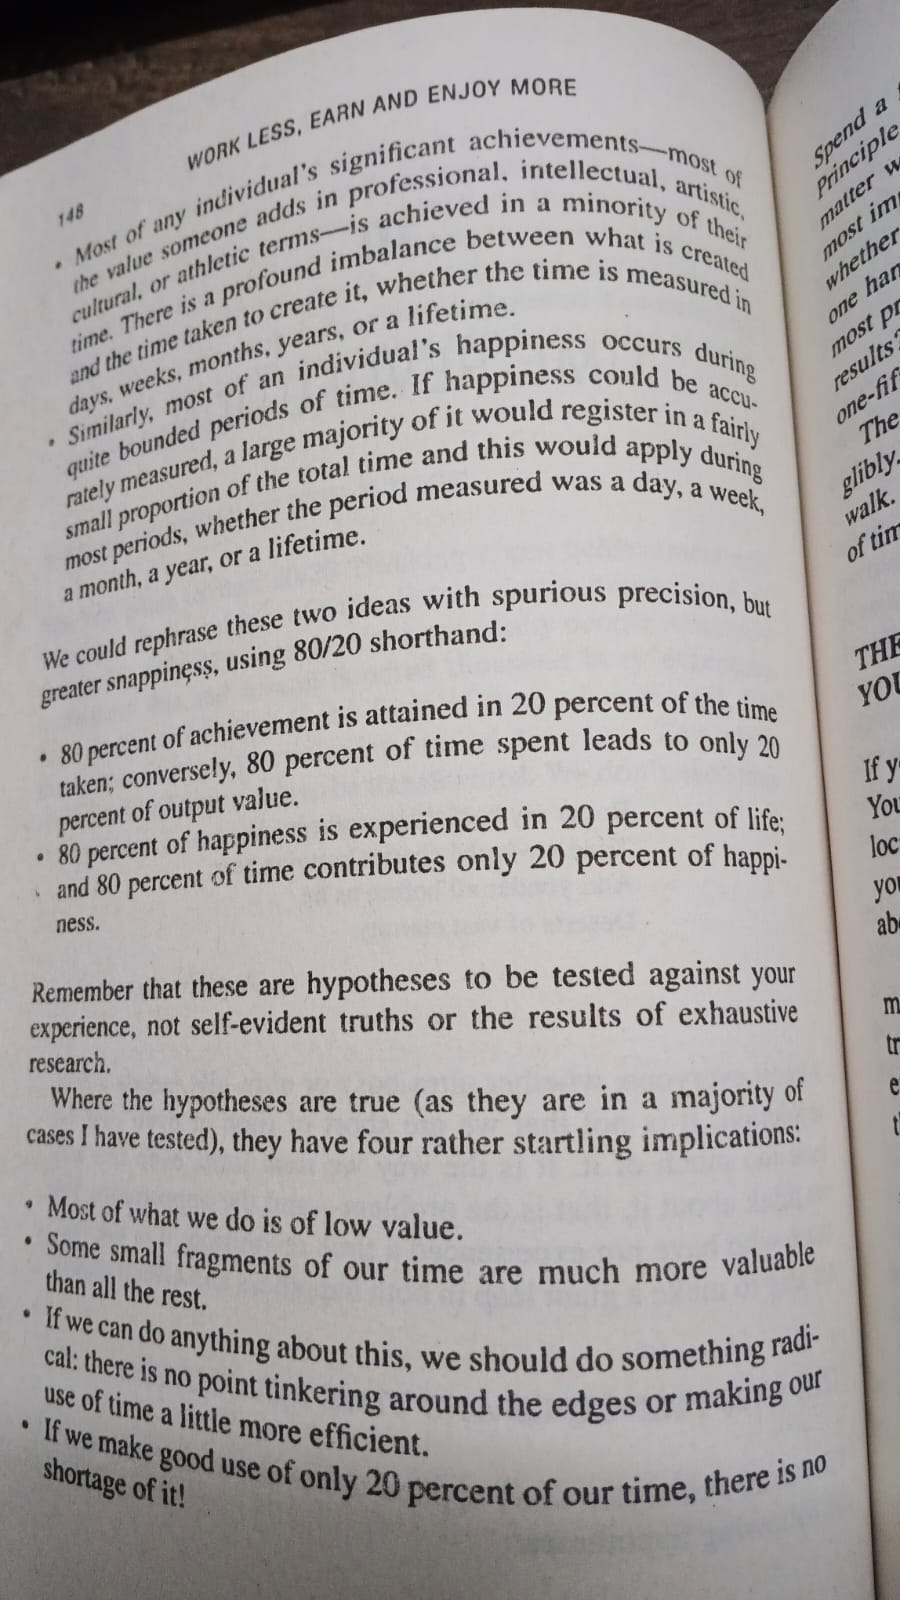 WORK LESS, EARN AND ENJOY MORE
148
• Most of any individual's significant achievements—most of
the value someone adds in professional, intellectual, artistic,
cultural, or athletic terms—is achieved in a minority of their
time. There is a profound imbalance between what is created
and the time taken to create it, whether the time is measured in
days, weeks, months, years, or a lifetime.
• Similarly, most of an individual's happiness occurs during
quite bounded periods of time. If happiness could be accu-
rately measured, a large majority of it would register in a fairly
small proportion of the total time and this would apply during
most periods, whether the period measured was a day, a week,
a month, a year, or a lifetime.
We could rephrase these two ideas with spurious precision, but
greater snappiness, using 80/20 shorthand:
• 80 percent of achievement is attained in 20 percent of the time
taken; conversely, 80 percent of time spent leads to only 20
percent of output value.
• 80 percent of happiness is experienced in 20 percent of life;
and 80 percent of time contributes only 20 percent of happi-
ness.
Remember that these are hypotheses to be tested against your
experience, not self-evident truths or the results of exhaustive
research.
Where the hypotheses are true (as they are in a majority of
cases I have tested), they have four rather startling implications:
• Most of what we do is of low value.
• Some small fragments of our time are much more valuable
than all the rest.
• If we can do anything about this, we should do something radi-
cal: there is no point tinkering around the edges or making our
use of time a little more efficient.
• If we make good use of only 20 percent of our time, there is no
shortage of it!
Spend a
Principle
matter
most
whether
one
most
results
one-
The
glibly.
walk.
of
THE
If